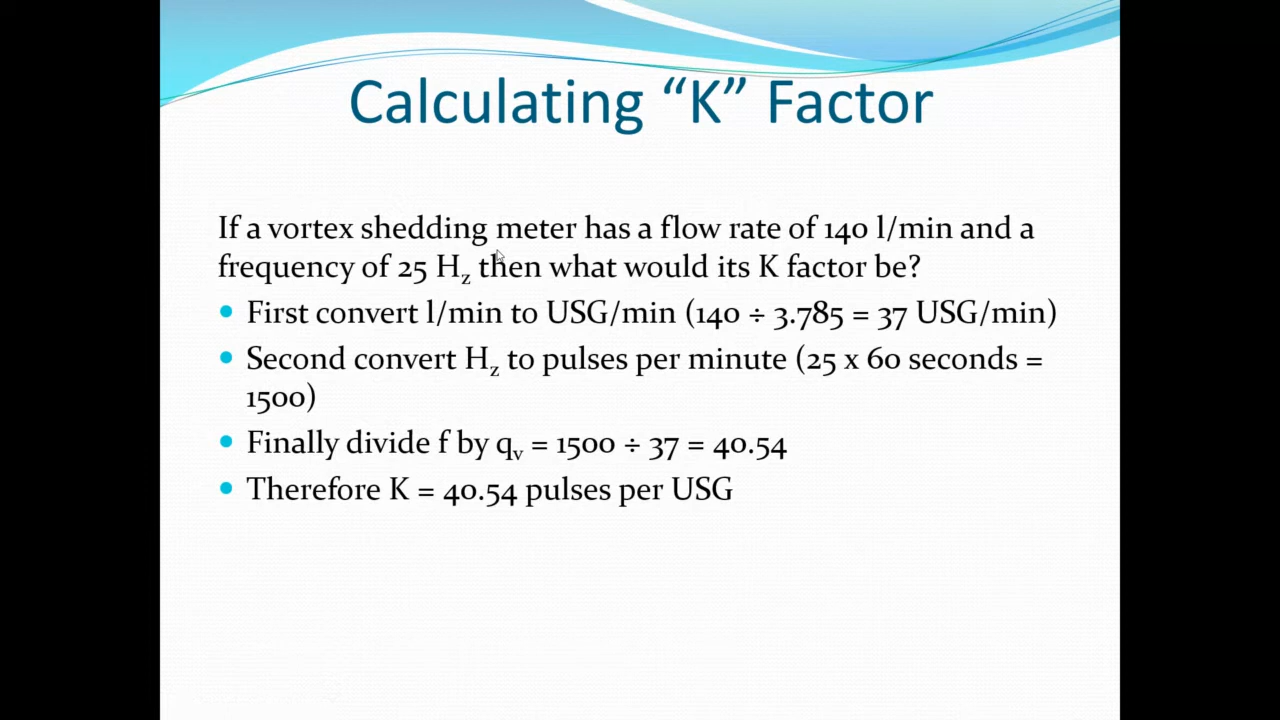 Calculating “K” Factor
If a vortex shedding meter has a flow rate of 140 l/min and a
frequency of 25 Hz then what would its K factor be?
First convert l/min to USG/min (140 ÷ 3.785 = 37 USG/min)
Second convert Hz to pulses per minute (25 x 60 seconds =
1500)
Finally divide f by qv = 1500 ÷ 37 = 40.54
Therefore K = 40.54 pulses per USG